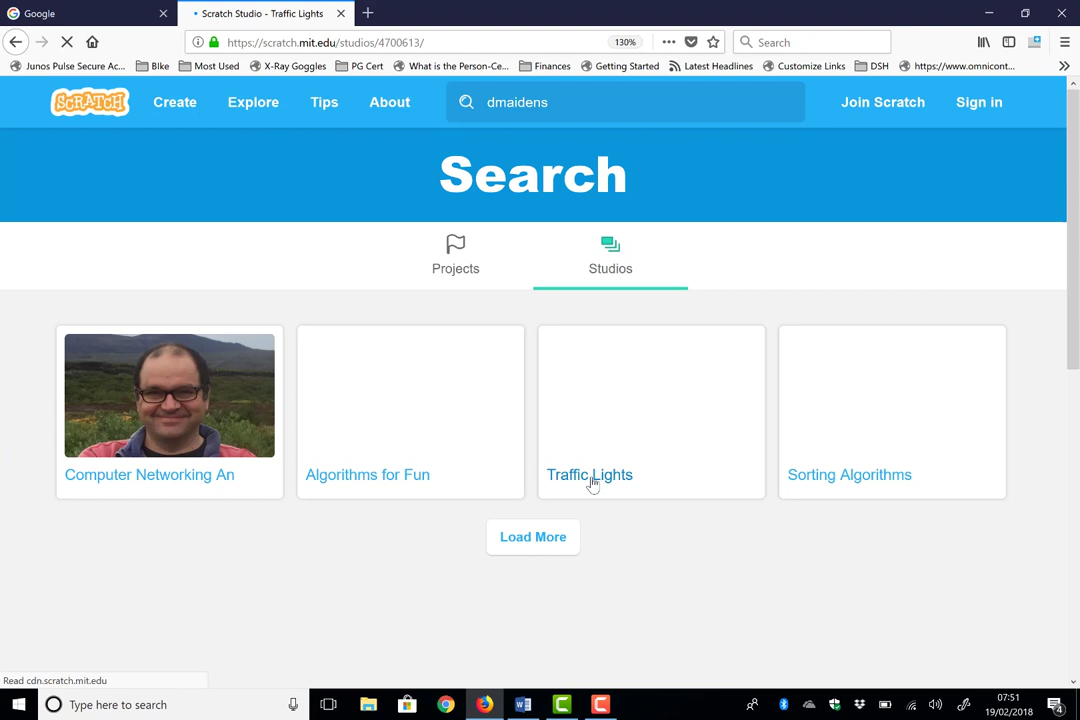 Google
Scratch Studio - Traffic Lights
https://scratch.mit.edu/studios/4700613/
130%
Search
Junos Pulse Secure Ac...
BIke
Most Used
X-Ray Goggles
PG Cert
What is the Person-Ce...
Finances
Getting Started
Latest Headlines
Customize Links
DSH
https://www.omnicont...
SCRATCH
Create
Explore
Tips
About
dmaidens
Join Scratch
Sign in
Search
Projects
Studios
Computer Networking An
Algorithms for Fun
Traffic Lights
Sorting Algorithms
Load More
Read cdn.scratch.mit.edu
Type here to search
07:51
19/02/2018
4